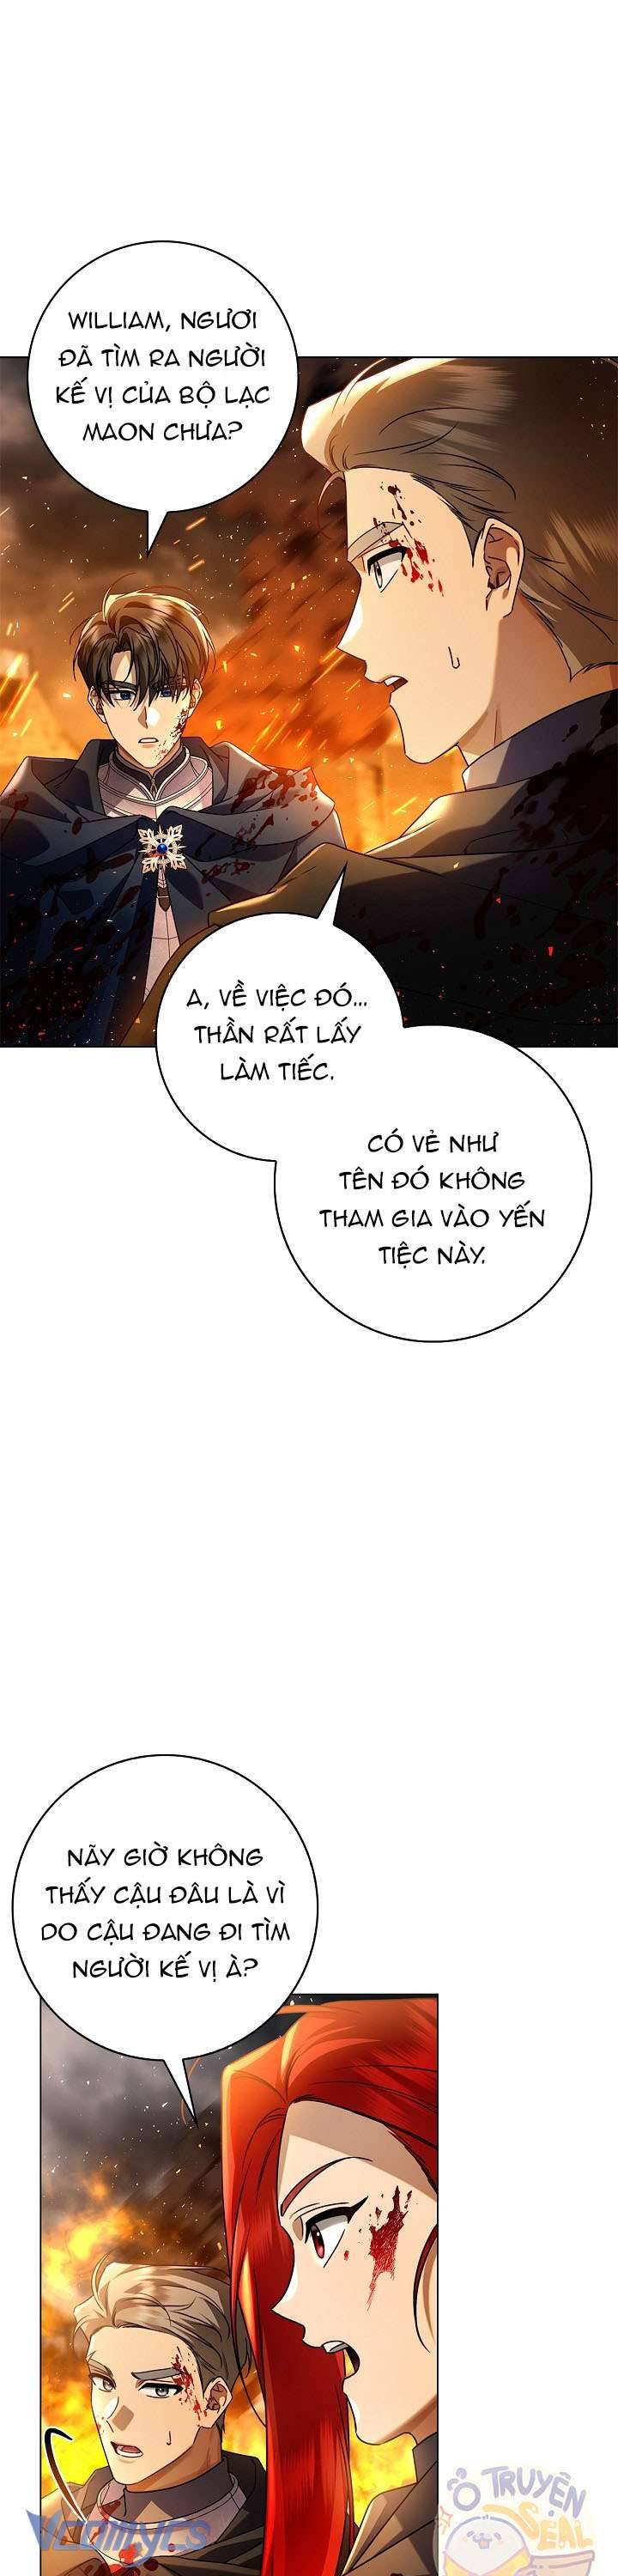 WILLIAM, NGƯƠI
ĐÃ TÌM RA NGƯỜI
KẾ VỊ CỦA BỘ LẠC
MAON CHƯA?
A, VỀ VIỆC ĐÓ...
THẦN RẤT LẤY
LÀM TIẾC.
CÓ VẺ NHƯ
TÊN ĐÓ KHÔNG
THAM GIA VÀO YẾN
TIỆC NÀY.
NÃY GIỜ KHÔNG
THẤY CẬU ĐÂU LÀ VÌ
DO CẬU ĐANG ĐI TÌM
NGƯỜI KẾ VỊ À?
Ổ TRUYỆN
SEAL
VCOMYCS